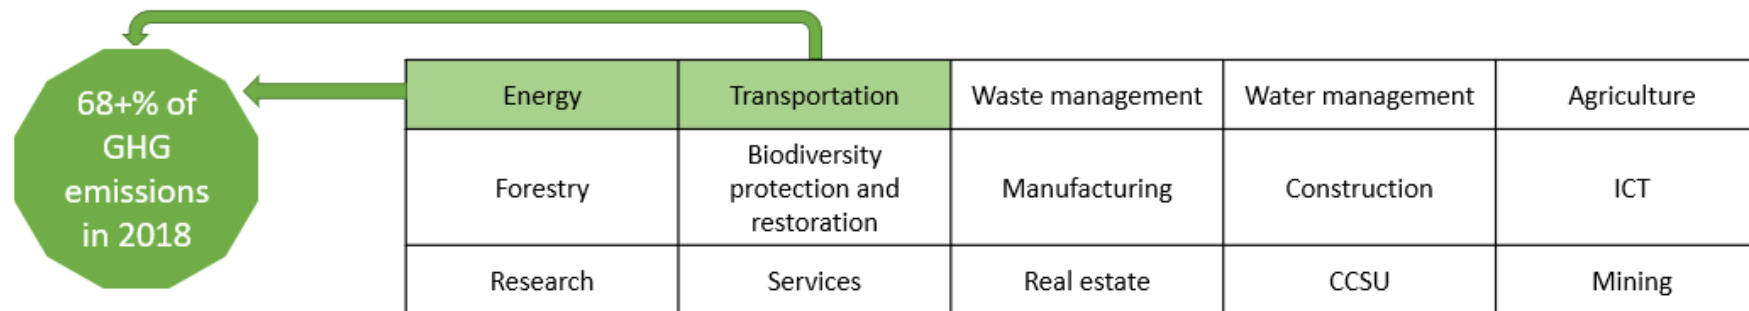 68+% of
GHG
emissions
in 2018
Energy
Transportation
Waste management
Water management
Agriculture
Forestry
Biodiversity
protection and
restoration
Manufacturing
Construction
ICT
Research
Services
Real estate
CCSU
Mining